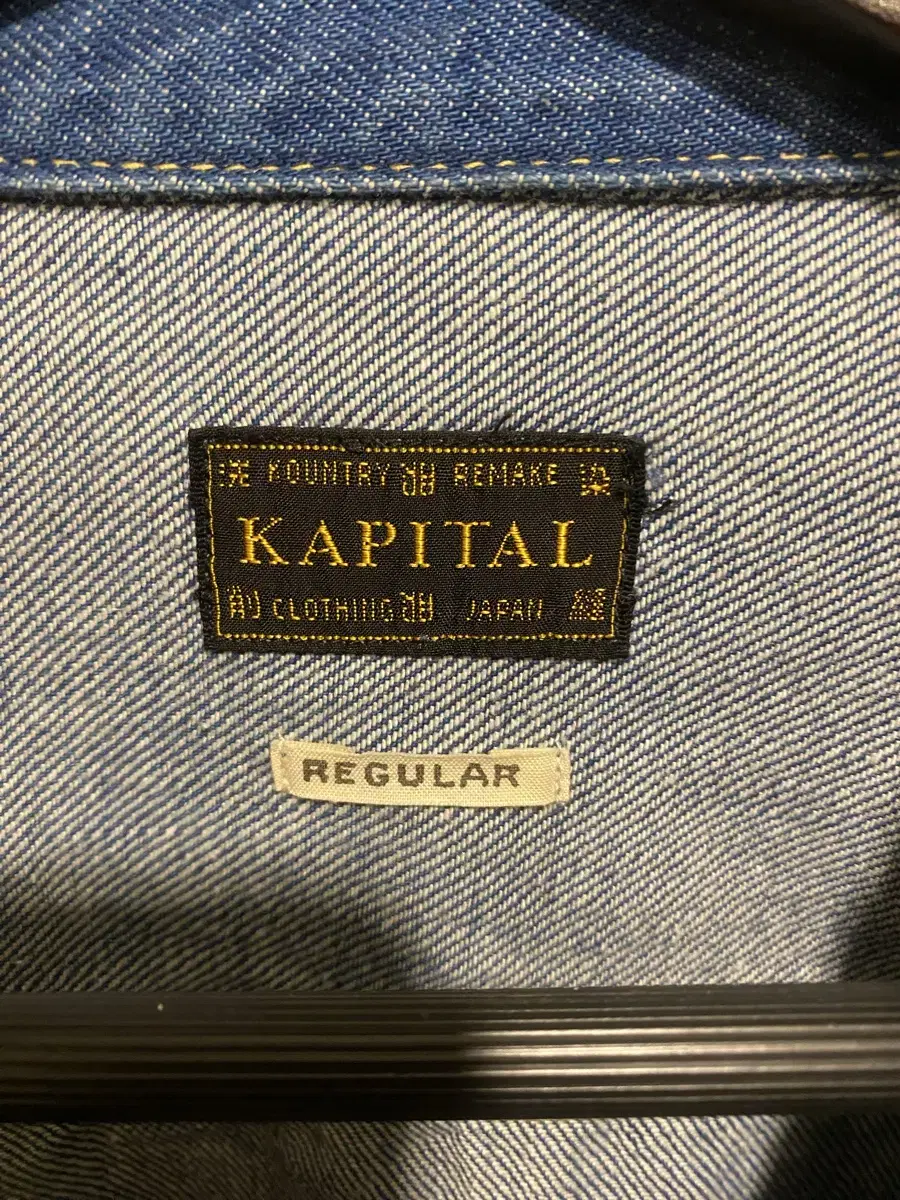 KOUNTRY REMAKE
KAPITAL
CLOTHING JAPAN
REGULAR